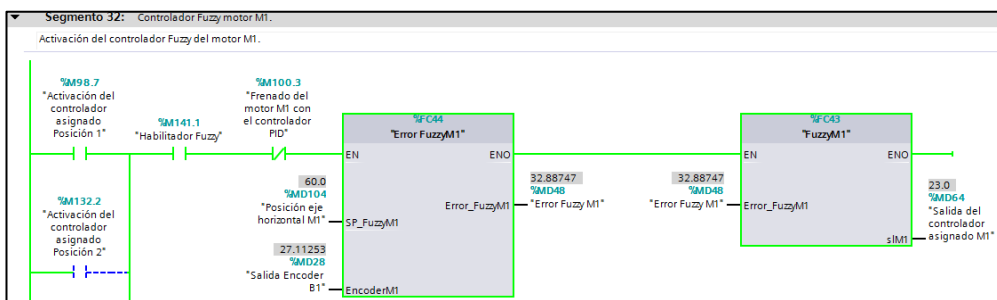 Segmento 32: Controlador Fuzzy motor M1.
Activación del controlador Fuzzy del motor M1.
%M98.7
"Activación del
controlador
asignado
Posición 1"
%M141.1
"Habilitador Fuzzy"
%M100.3
"Frenado del
motor M1 con
el controlador
PID"
%M132.2
"Activación del
controlador
asignado
Posición 2"
%FC44
"Error FuzzyM1"
EN
ENO
60.0
%MD104
"Posición eje
horizontal M1"
SP_FuzzyM1
27.11253
%MD28
"Salida Encoder
B1"
EncoderM1
Error_FuzzyM1
32.88747
%MD48
"Error Fuzzy M1"
%FC43
"FuzzyM1"
EN
ENO
32.88747
%MD48
"Error Fuzzy M1"
Error_FuzzyM1
slM1
23.0
%MD64
"Salida del
controlador
asignado M1"